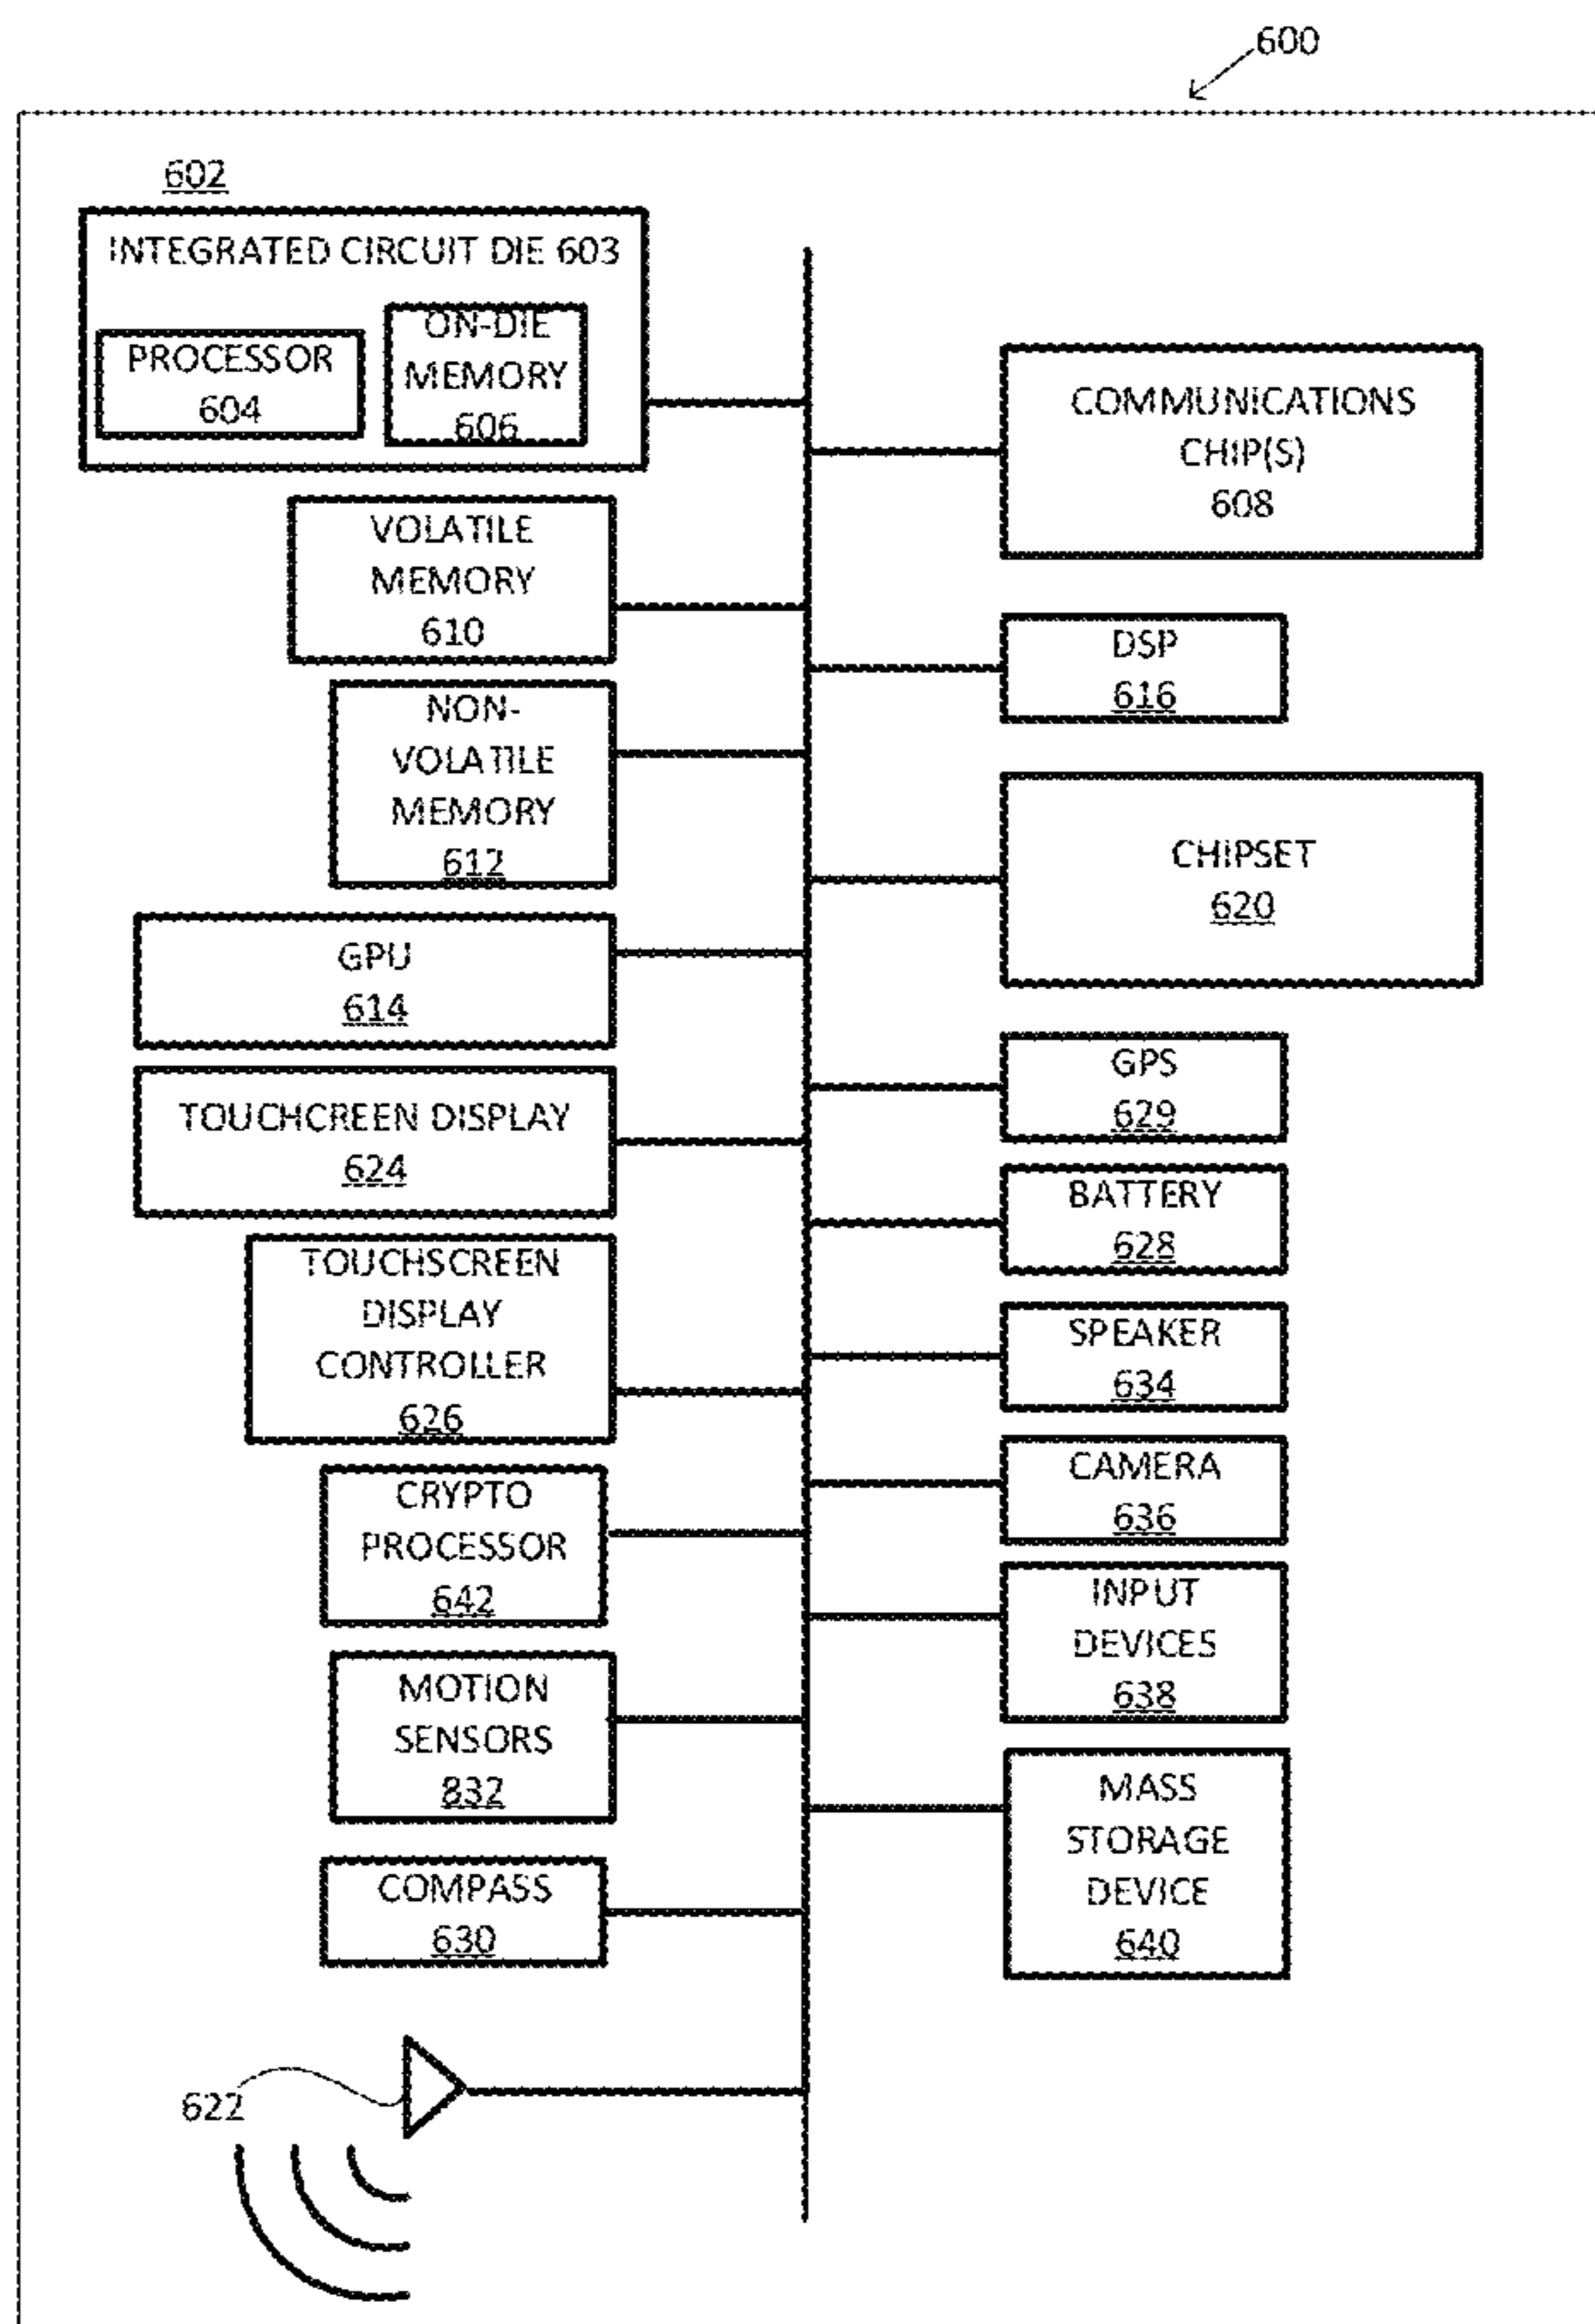 600
602
INTEGRATED CIRCUIT DIE 603
PROCESSOR
604
ON-DIE
MEMORY
606
COMMUNICATIONS
CHIP(S)
608
VOLATILE
MEMORY
610
DSP
616
NON-
VOLATILE
MEMORY
612
CHIPSET
620
GPU
614
GPS
629
TOUCHCREEN DISPLAY
624
BATTERY
628
TOUCHSCREEN
DISPLAY
CONTROLLER
626
SPEAKER
634
CRYPTO
PROCESSOR
642
CAMERA
636
INPUT
DEVICES
638
MOTION
SENSORS
832
MASS
STORAGE
DEVICE
640
COMPASS
630
622